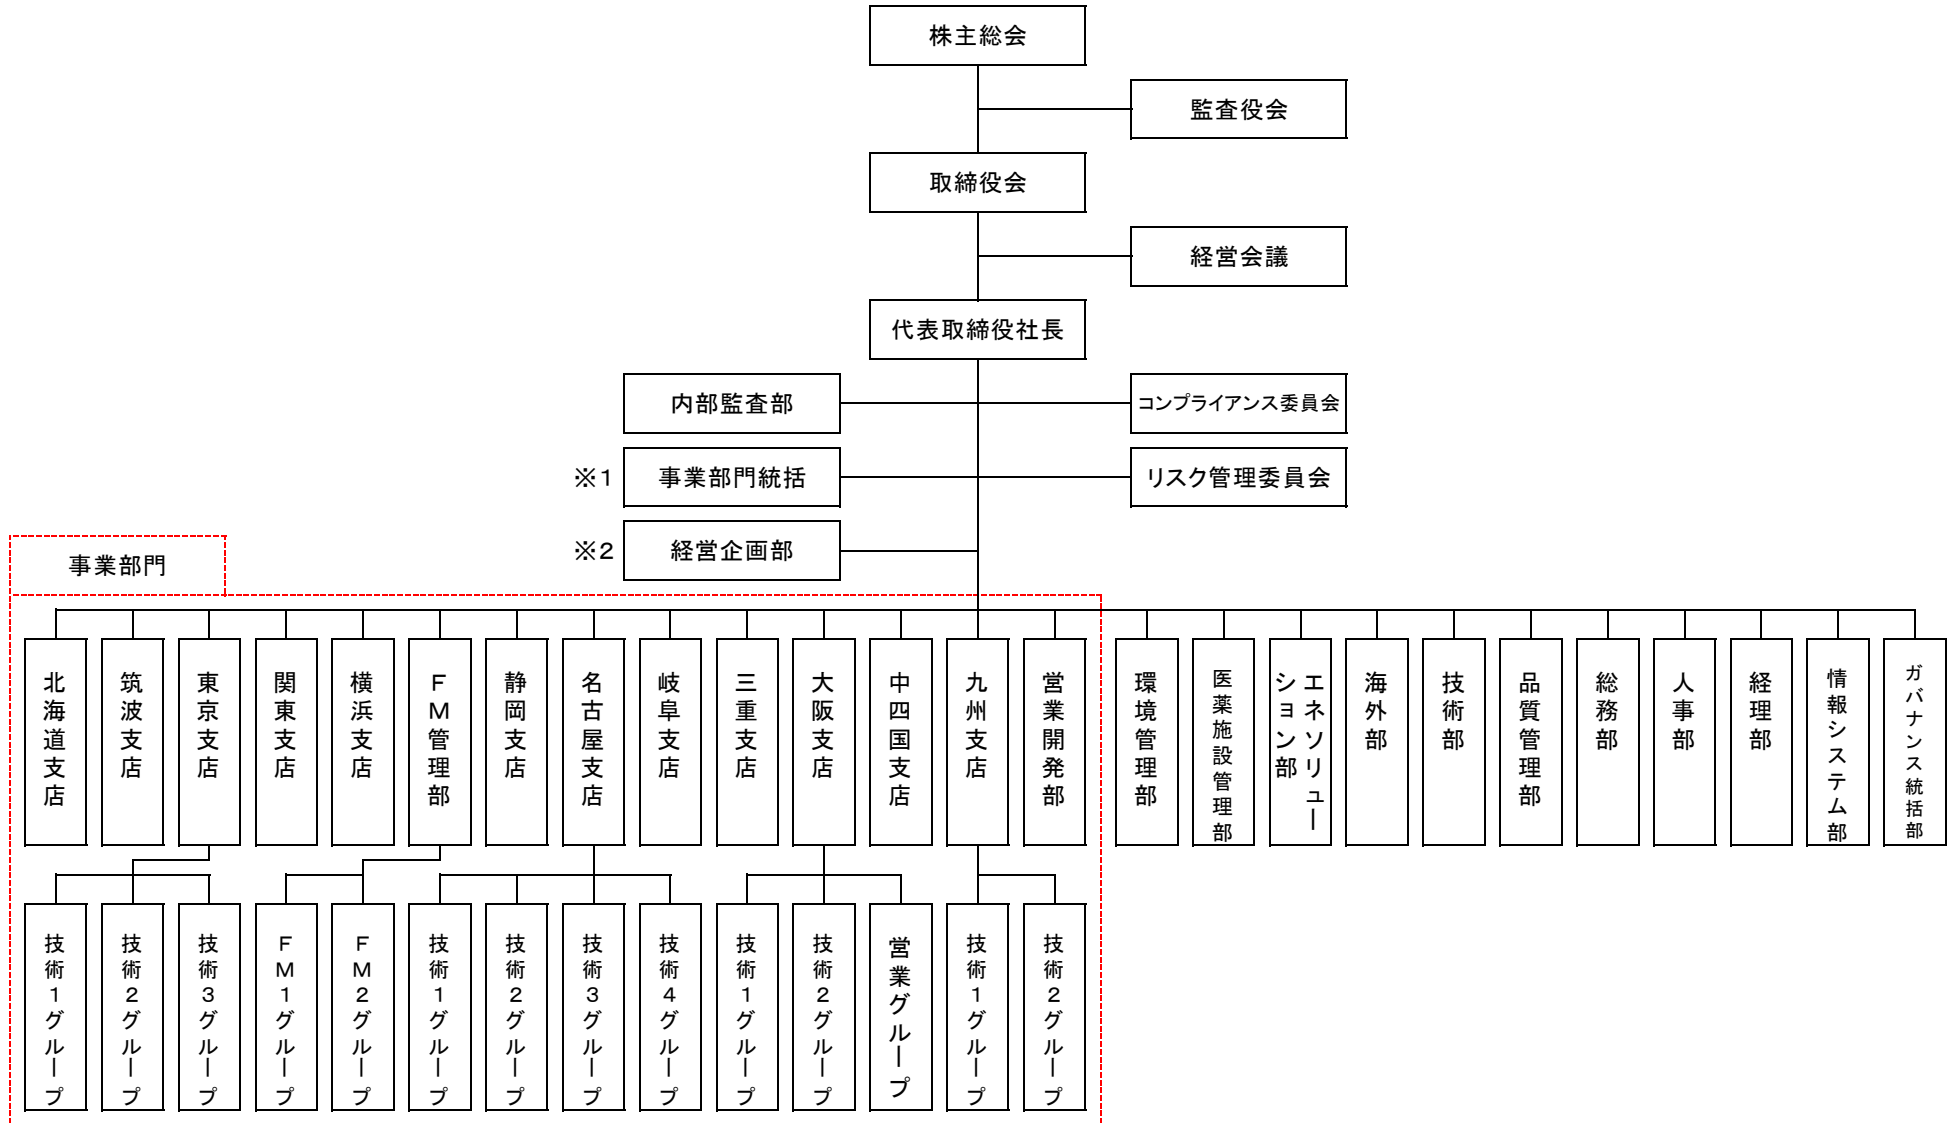 株主総会
監査役会
取締役会
経営会議
代表取締役社長
内部監査部
コンプライアンス委員会
※1
事業部門統括
リスク管理委員会
※2
経営企画部
事業部門
北海道支店
筑波支店
東京支店
関東支店
横浜支店
FM管理部
静岡支店
名古屋支店
岐阜支店
三重支店
大阪支店
中四国支店
九州支店
営業開発部
環境管理部
医薬施設管理部
エネソリュー
ション部
海外部
技術部
品質管理部
総務部
人事部
経理部
情報システム部
ガバナンス統括部
技術1グループ
技術2グループ
技術3グループ
FM1グループ
FM2グループ
技術1グループ
技術2グループ
技術3グループ
技術4グループ
技術1グループ
技術2グループ
営業グループ
技術1グループ
技術2グループ